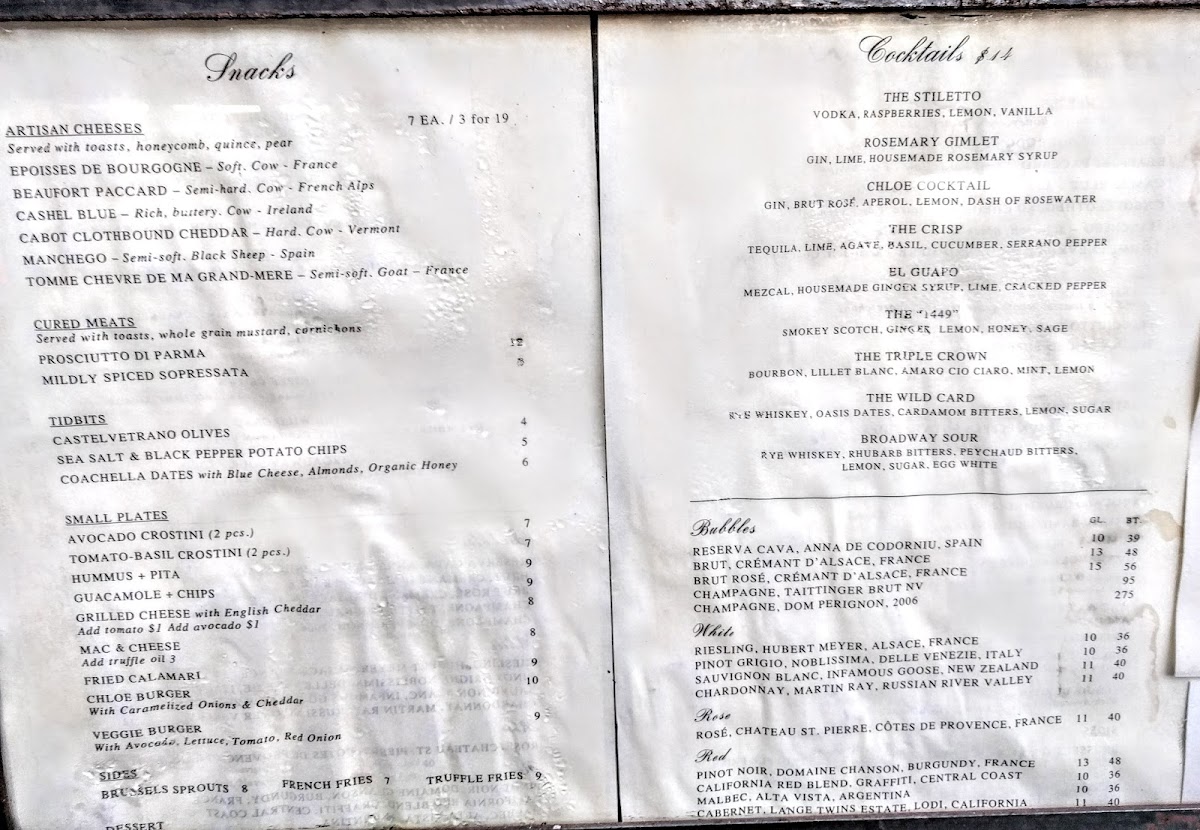 Snacks
ARTISAN CHEESES 7 EA. / 3 for 19
Served with toasts, honeycomb, quince, pear
EPOISSES DE BOURGOGNE – Soft. Cow - France
BEAUFORT PACCARD – Semi-hard. Cow - French Alps
CASHEL BLUE – Rich, buttery. Cow - Ireland
CABOT CLOTHBOUND CHEDDAR – Hard. Cow - Vermont
MANCHEGO – Semi-soft. Black Sheep - Spain
TOMME CHEVRE DE MA GRAND-MERE – Semi-soft. Goat – France
CURED MEATS
Served with toasts, whole grain mustard, cornichons
PROSCIUTTO DI PARMA 12
MILDLY SPICED SOPRESSATA
TIDBITS
CASTELVETRANO OLIVES 4
SEA SALT & BLACK PEPPER POTATO CHIPS 5
COACHELLA DATES with Blue Cheese, Almonds, Organic Honey 6
SMALL PLATES
AVOCADO CROSTINI (2 pcs.) 7
TOMATO-BASIL CROSTINI (2 pcs.) 7
HUMMUS + PITA 9
GUACAMOLE + CHIPS 9
GRILLED CHEESE with English Cheddar 8
Add tomato $1 Add avocado $1
MAC & CHEESE 8
Add truffle oil 3
FRIED CALAMARI 9
CHLOE BURGER 10
With Caramelized Onions & Cheddar
VEGGIE BURGER 9
With Avocado, Lettuce, Tomato, Red Onion
SIDES
BRUSSELS SPROUTS 8 FRENCH FRIES 7 TRUFFLE FRIES 9
DESSERT
Cocktails $14
THE STILETTO
VODKA, RASPBERRIES, LEMON, VANILLA
ROSEMARY GIMLET
GIN, LIME, HOUSEMADE ROSEMARY SYRUP
CHLOE COCKTAIL
GIN, BRUT ROSÉ, APEROL, LEMON, DASH OF ROSEWATER
THE CRISP
TEQUILA, LIME, AGAVE, BASIL, CUCUMBER, SERRANO PEPPER
EL GUAPO
MEZCAL, HOUSEMADE GINGER SYRUP, LIME, CRACKED PEPPER
THE "1449"
SMOKEY SCOTCH, GINGER, LEMON, HONEY, SAGE
THE TRIPLE CROWN
BOURBON, LILLET BLANC, AMARO CIO CIARO, MINT, LEMON
THE WILD CARD
RYE WHISKEY, OASIS DATES, CARDAMOM BITTERS, LEMON, SUGAR
BROADWAY SOUR
RYE WHISKEY, RHUBARB BITTERS, PEYCHAUD BITTERS,
LEMON, SUGAR, EGG WHITE
Bubbles GL. BT.
RESERVA CAVA, ANNA DE CODORNIU, SPAIN 10 39
BRUT, CRÉMANT D'ALSACE, FRANCE 13 48
BRUT ROSÉ, CRÉMANT D'ALSACE, FRANCE 15 56
CHAMPAGNE, TAITTINGER BRUT NV 95
CHAMPAGNE, DOM PERIGNON, 2006 275
White
RIESLING, HUBERT MEYER, ALSACE, FRANCE 10 36
PINOT GRIGIO, NOBLISSIMA, DELLE VENEZIE, ITALY 10 36
SAUVIGNON BLANC, INFAMOUS GOOSE, NEW ZEALAND 11 40
CHARDONNAY, MARTIN RAY, RUSSIAN RIVER VALLEY 11 40
Rose
ROSÉ, CHATEAU ST. PIERRE, CÔTES DE PROVENCE, FRANCE 11 40
Red
PINOT NOIR, DOMAINE CHANSON, BURGUNDY, FRANCE 13 48
CALIFORNIA RED BLEND, GRAFFITI, CENTRAL COAST 10 36
MALBEC, ALTA VISTA, ARGENTINA 10 36
CABERNET, LANGE TWINS ESTATE, LODI, CALIFORNIA 11 40